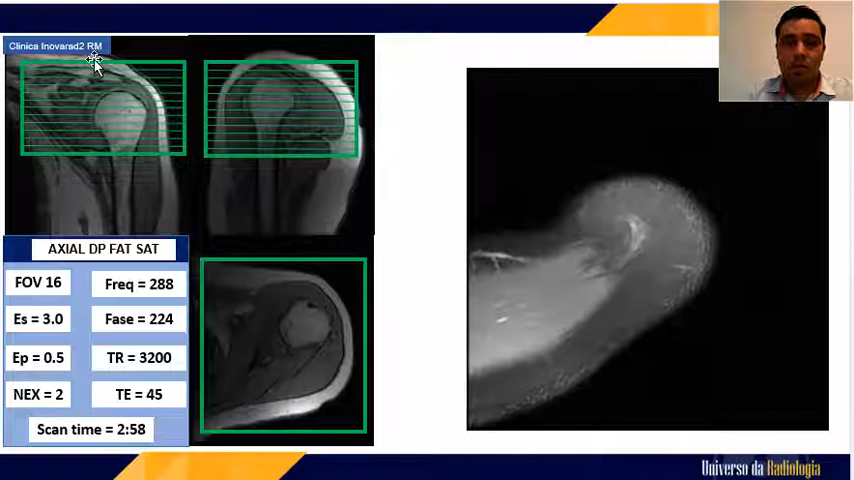 Clinica Inovarad2 RM
AXIAL DP FAT SAT
FOV 16
Freq = 288
Es = 3.0
Fase = 224
Ep = 0.5
TR = 3200
NEX = 2
TE = 45
Scan time = 2:58
Universo da Radiologia